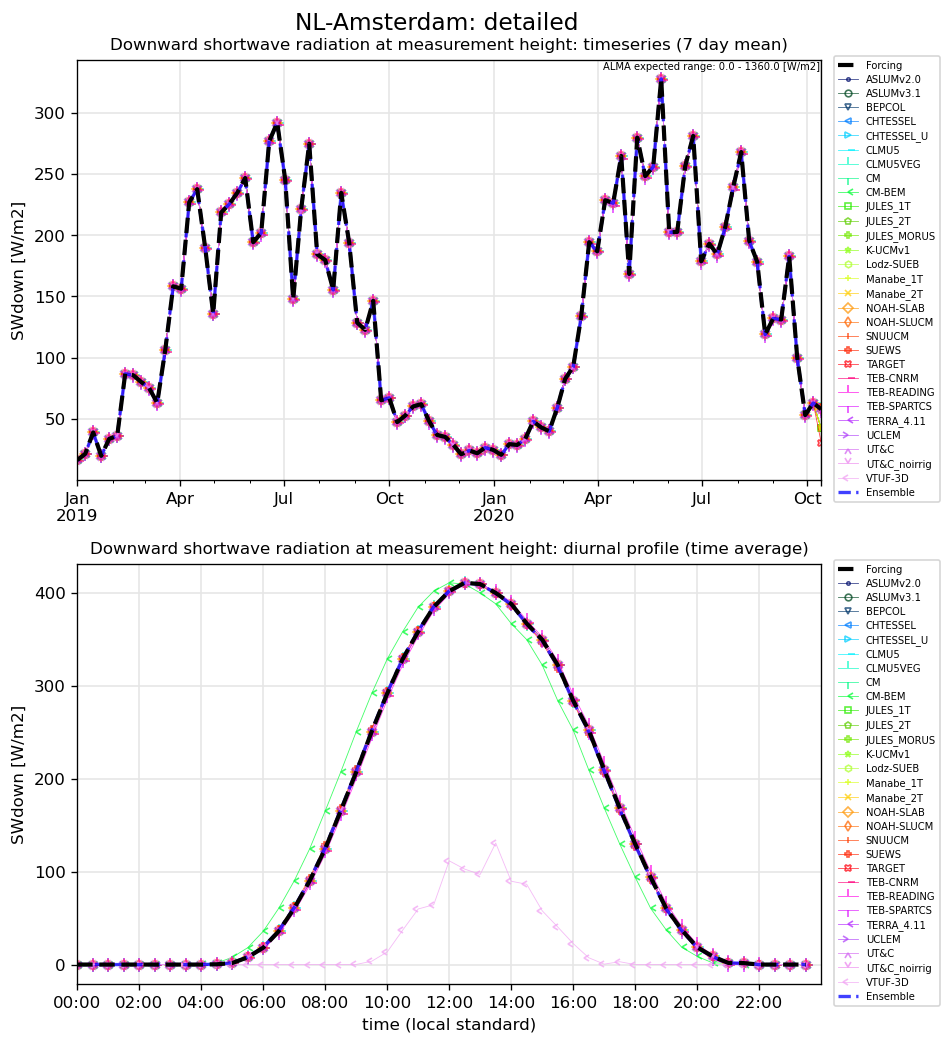 NL-Amsterdam: detailed
Downward shortwave radiation at measurement height: timeseries (7 day mean)
ALMA expected range: 0.0 - 1360.0 [W/m2]
SWdown [W/m2]
300
250
200
150
100
50
Jan
2019
Apr
Jul
Oct
Jan
2020
Apr
Jul
Oct
Forcing
ASLUMv2.0
ASLUMv3.1
BEPCOL
CHTESSEL
CHTESSEL_U
CLMU5
CLMU5VEG
CM
CM-BEM
JULES_1T
JULES_2T
JULES_MORUS
K-UCMv1
Lodz-SUEB
Manabe_1T
Manabe_2T
NOAH-SLAB
NOAH-SLUCM
SNUUCM
SUEWS
TARGET
TEB-CNRM
TEB-READING
TEB-SPARTCS
TERRA_4.11
UCLEM
UT&C
UT&C_noirrig
VTUF-3D
Ensemble
Downward shortwave radiation at measurement height: diurnal profile (time average)
SWdown [W/m2]
400
300
200
100
0
00:00
02:00
04:00
06:00
08:00
10:00
12:00
14:00
16:00
18:00
20:00
22:00
time (local standard)
Forcing
ASLUMv2.0
ASLUMv3.1
BEPCOL
CHTESSEL
CHTESSEL_U
CLMU5
CLMU5VEG
CM
CM-BEM
JULES_1T
JULES_2T
JULES_MORUS
K-UCMv1
Lodz-SUEB
Manabe_1T
Manabe_2T
NOAH-SLAB
NOAH-SLUCM
SNUUCM
SUEWS
TARGET
TEB-CNRM
TEB-READING
TEB-SPARTCS
TERRA_4.11
UCLEM
UT&C
UT&C_noirrig
VTUF-3D
Ensemble